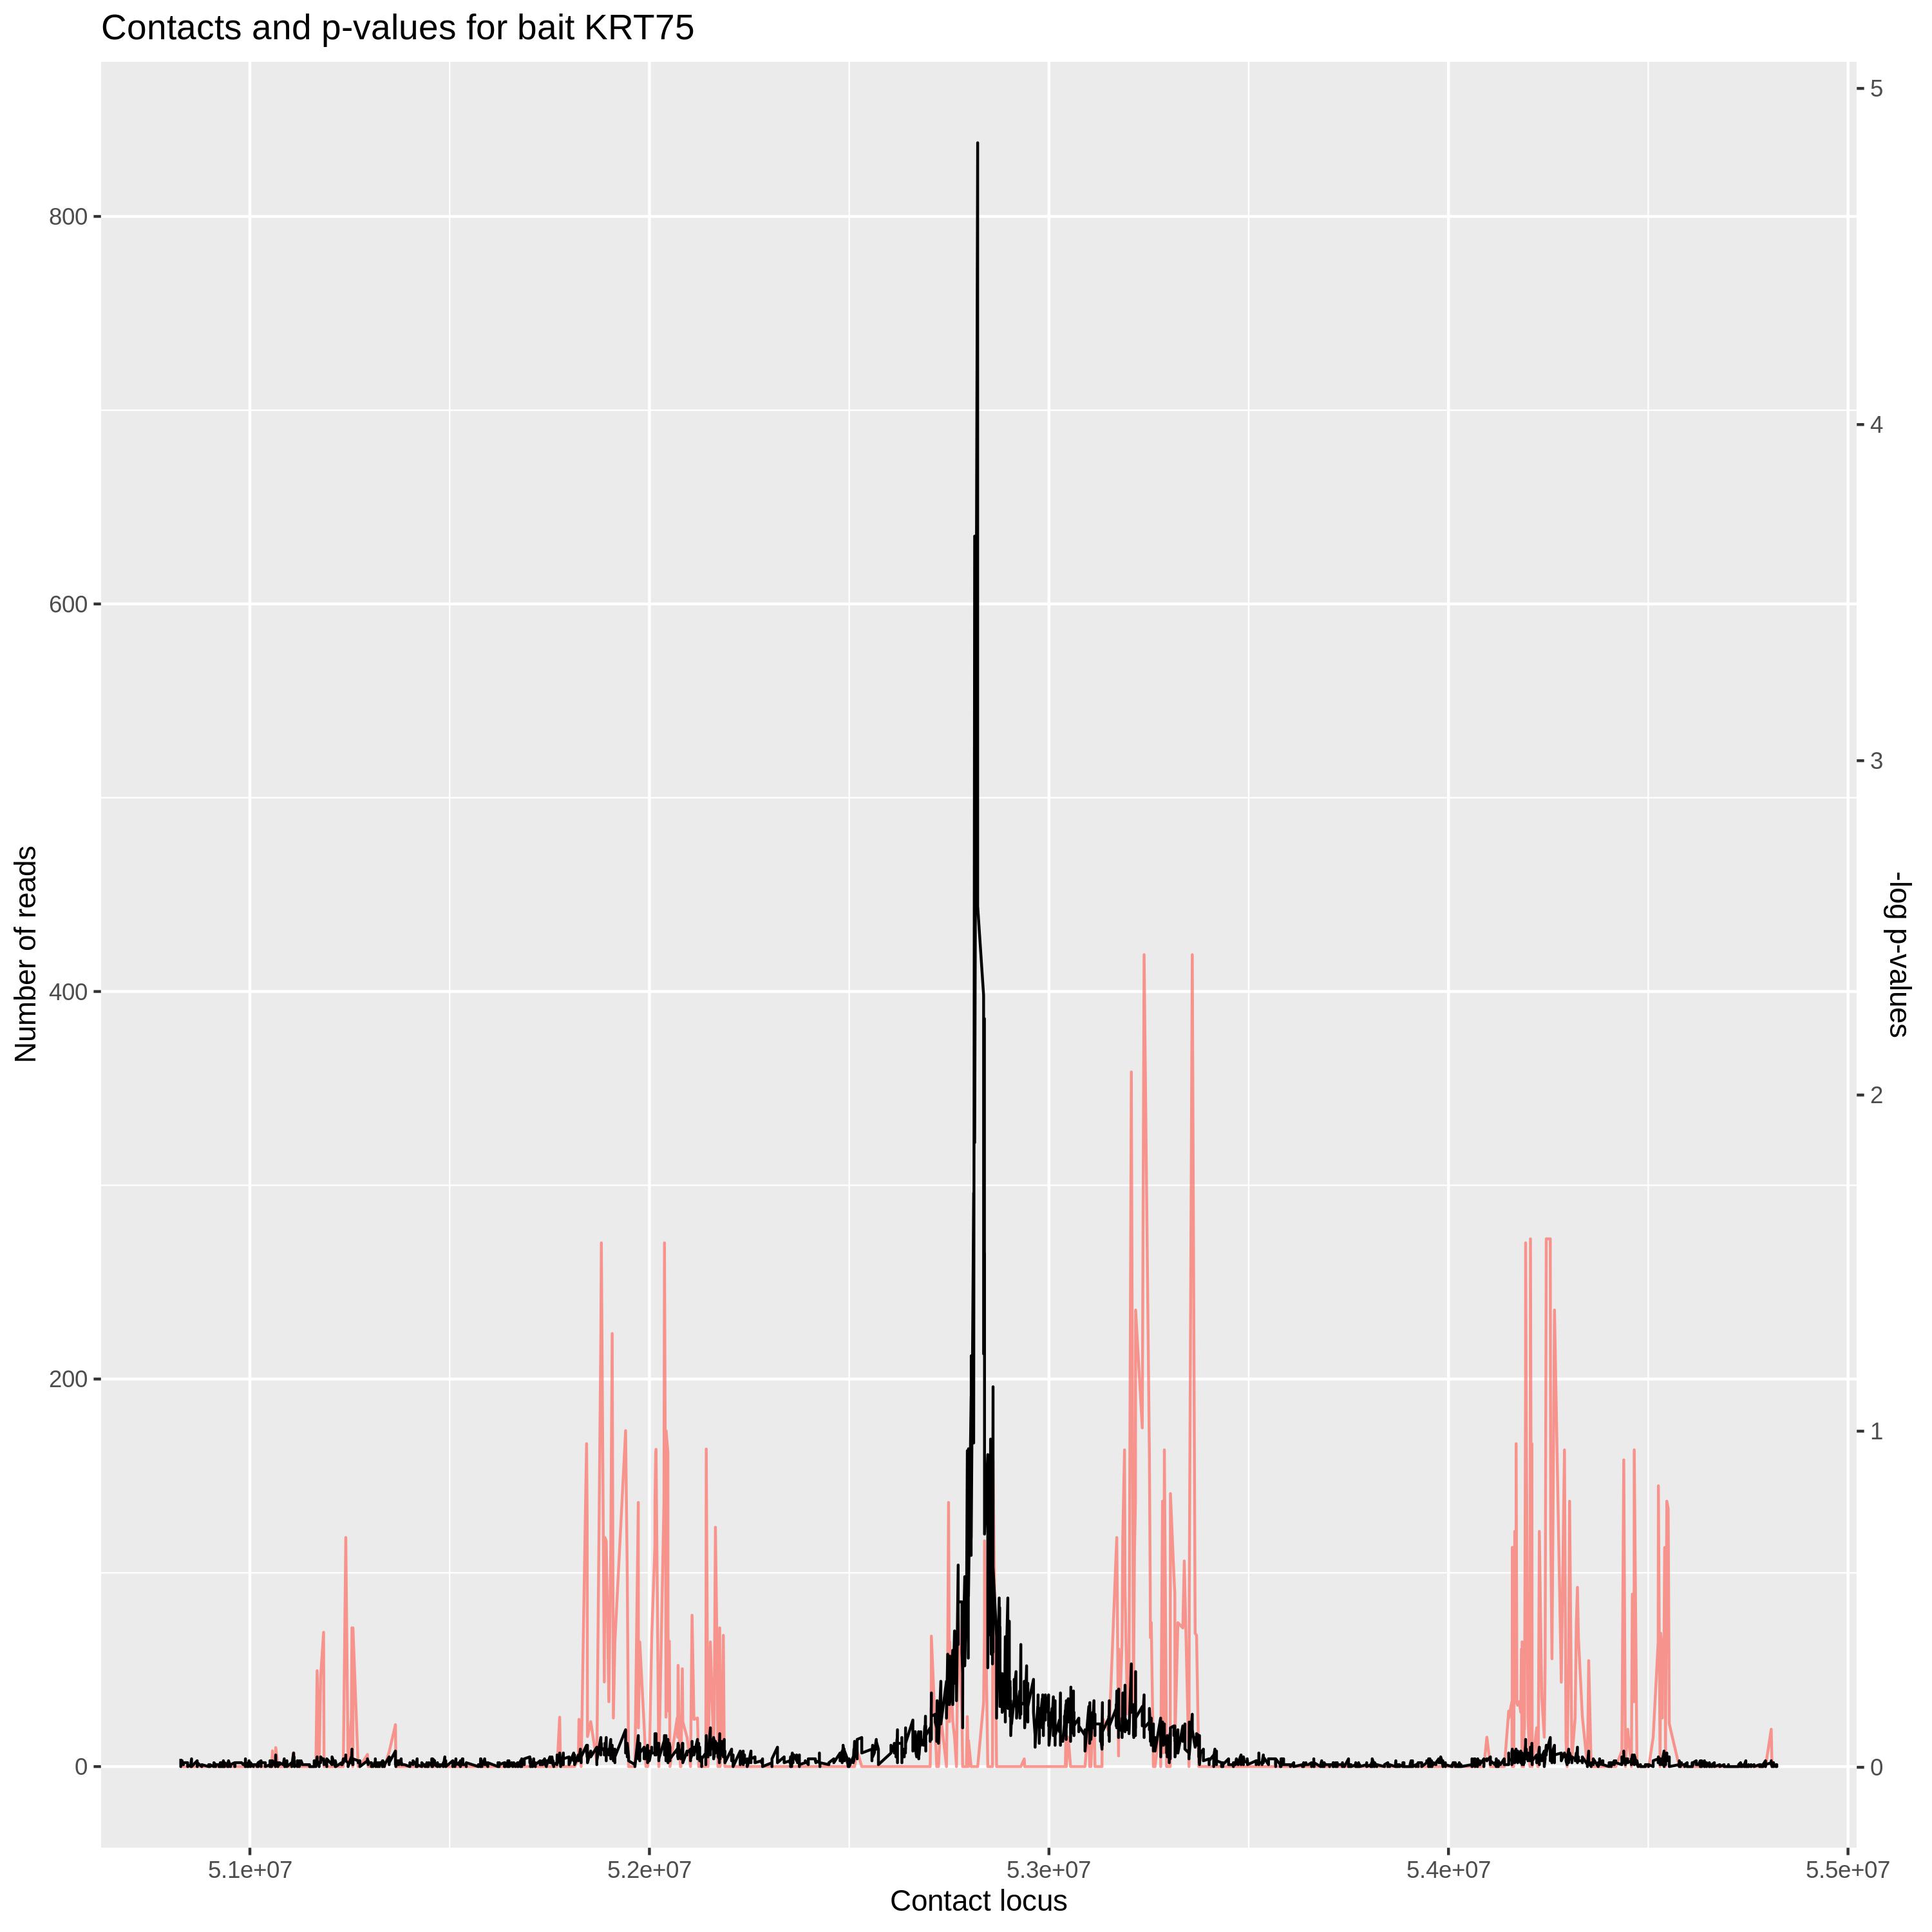 Contacts and p-values for bait KRT75
800
600
400
200
0
Number of reads
5
4
3
2
1
0
-log p-values
5.1e+07
5.2e+07
5.3e+07
5.4e+07
5.5e+07
Contact locus